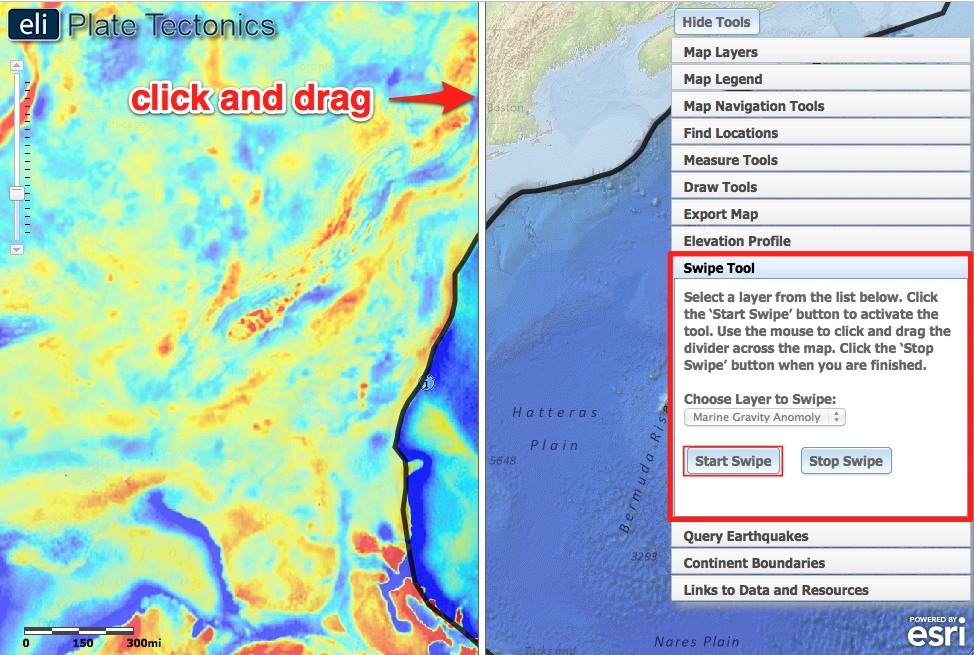 eli Plate Tectonics
click and drag
Chicago
Boston
Hide Tools
Map Layers
Map Legend
Map Navigation Tools
Find Locations
Measure Tools
Draw Tools
Export Map
Elevation Profile
Swipe Tool
Select a layer from the list below. Click
the ‘Start Swipe’ button to activate the
tool. Use the mouse to click and drag the
divider across the map. Click the ‘Stop
Swipe’ button when you are finished.
Choose Layer to Swipe:
Marine Gravity Anomoly
Start Swipe
Stop Swipe
Query Earthquakes
Continent Boundaries
Links to Data and Resources
Hatteras
Plain
5648
Bermuda Rise
3293
Nares Plain
Turks and
0 150 300mi
POWERED BY
esri